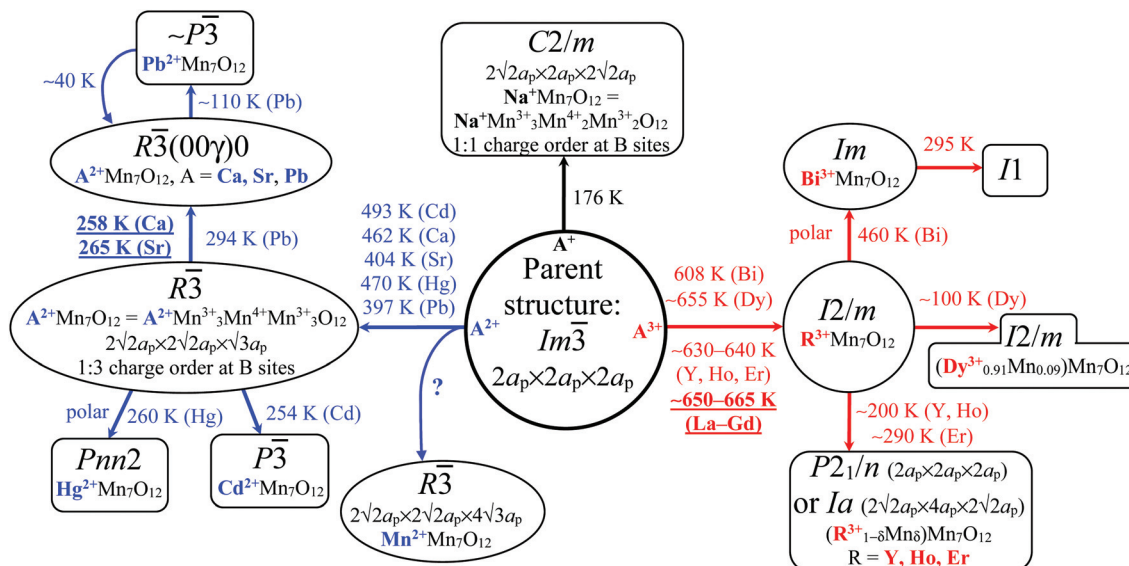 ~P3̅
Pb²⁺Mn₇O₁₂
~40 K
~110 K (Pb)
R3̅(00γ)0
A²⁺Mn₇O₁₂, A = Ca, Sr, Pb
258 K (Ca)
265 K (Sr)
294 K (Pb)
R3̅
A²⁺Mn₇O₁₂ = A²⁺Mn³⁺₃Mn⁴⁺Mn³⁺₃O₁₂
2√2aₚ×2√2aₚ×√3aₚ
1:3 charge order at B sites
polar
260 K (Hg)
254 K (Cd)
Pnn2
Hg²⁺Mn₇O₁₂
P3̅
Cd²⁺Mn₇O₁₂
493 K (Cd)
462 K (Ca)
404 K (Sr)
470 K (Hg)
397 K (Pb)
?
R3̅
2√2aₚ×2√2aₚ×4√3aₚ
Mn²⁺Mn₇O₁₂
C2/m
2√2aₚ×2aₚ×2√2aₚ
Na⁺Mn₇O₁₂ =
Na⁺Mn³⁺₃Mn⁴⁺₂Mn³⁺₂O₁₂
1:1 charge order at B sites
176 K
A⁺
Parent
structure:
A²⁺
Im3̅
A³⁺
2aₚ×2aₚ×2aₚ
608 K (Bi)
~655 K (Dy)
~630–640 K
(Y, Ho, Er)
~650–665 K
(La–Gd)
Im
Bi³⁺Mn₇O₁₂
295 K
I1
polar
460 K (Bi)
I2/m
R³⁺Mn₇O₁₂
~100 K (Dy)
I2/m
(Dy³⁺₀.₉₁Mn₀.₀₉)Mn₇O₁₂
~200 K (Y, Ho)
~290 K (Er)
P2₁/n (2aₚ×2aₚ×2aₚ)
or Ia (2√2aₚ×4aₚ×2√2aₚ)
(R³⁺₁₋δMnδ)Mn₇O₁₂
R = Y, Ho, Er